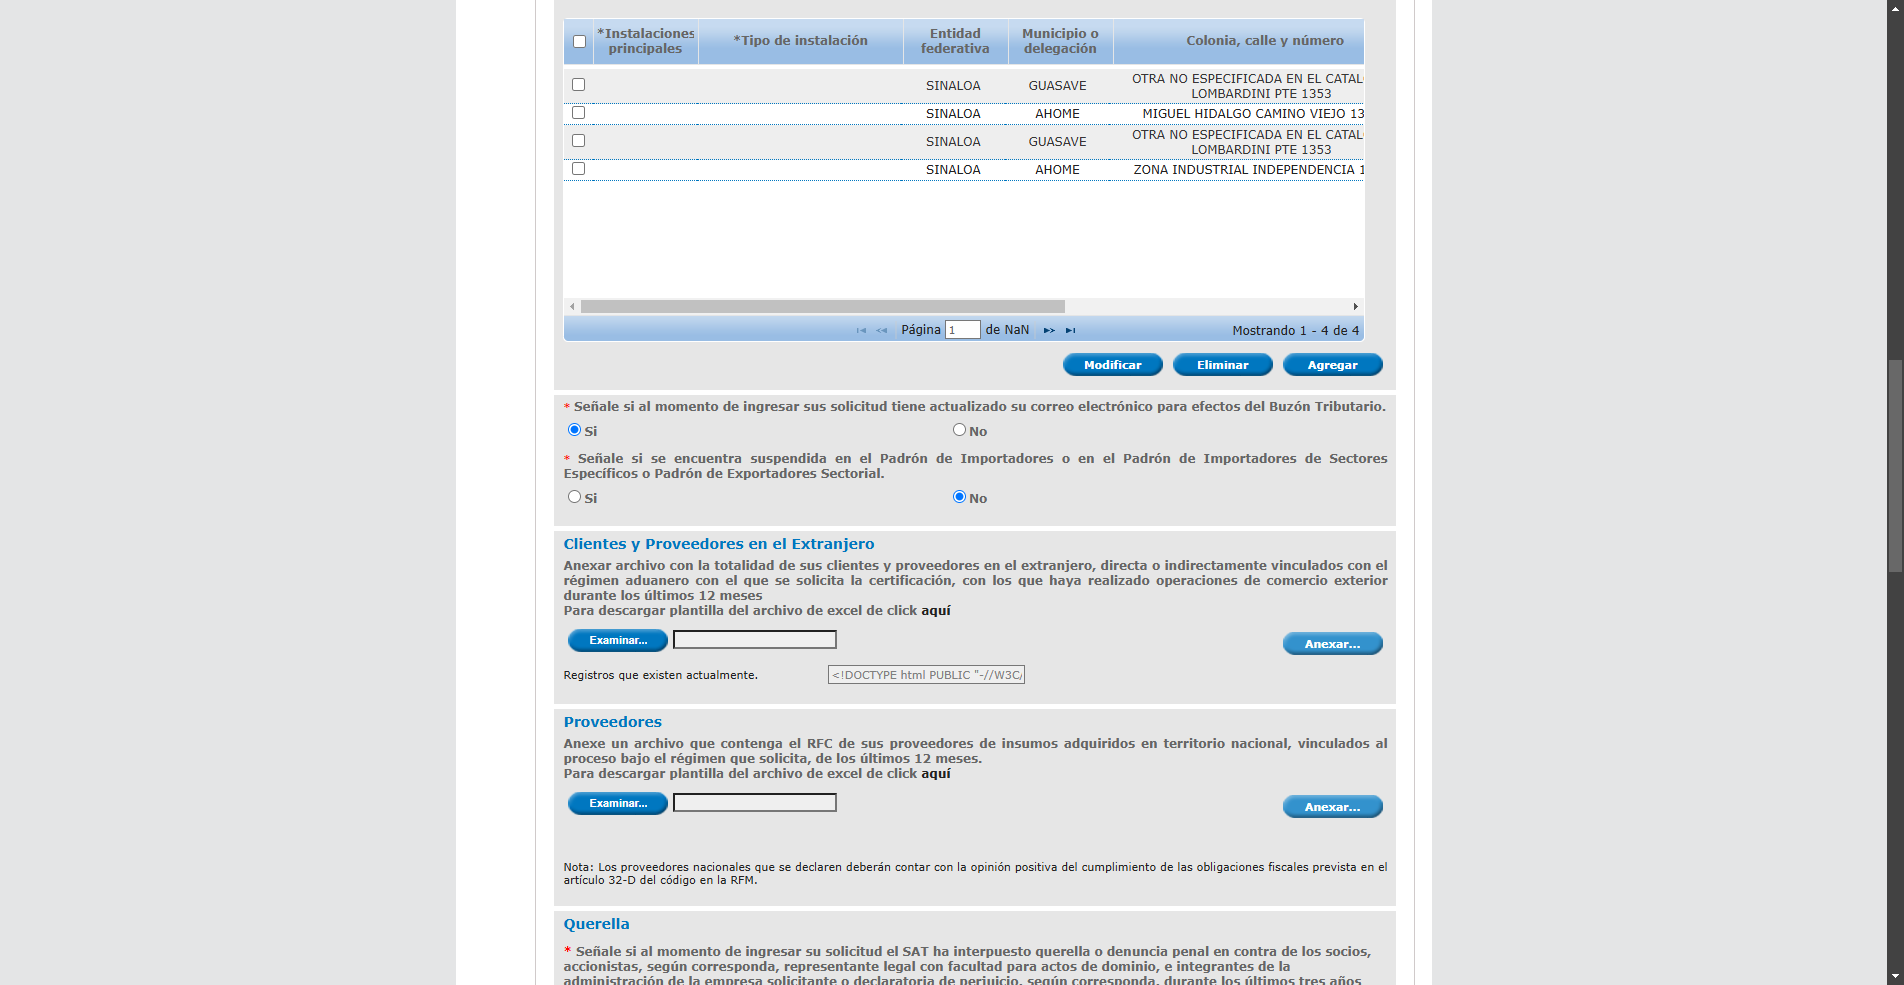 *Instalaciones principales
*Tipo de instalación
Entidad federativa
Municipio o delegación
Colonia, calle y número
SINALOA GUASAVE OTRA NO ESPECIFICADA EN EL CATAL
LOMBARDINI PTE 1353
SINALOA AHOME MIGUEL HIDALGO CAMINO VIEJO 13
SINALOA GUASAVE OTRA NO ESPECIFICADA EN EL CATAL
LOMBARDINI PTE 1353
SINALOA AHOME ZONA INDUSTRIAL INDEPENDENCIA 1
Página 1 de NaN
Mostrando 1 - 4 de 4
Modificar Eliminar Agregar
* Señale si al momento de ingresar sus solicitud tiene actualizado su correo electrónico para efectos del Buzón Tributario.
Si No
* Señale si se encuentra suspendida en el Padrón de Importadores o en el Padrón de Importadores de Sectores
Específicos o Padrón de Exportadores Sectorial.
Si No
Clientes y Proveedores en el Extranjero
Anexar archivo con la totalidad de sus clientes y proveedores en el extranjero, directa o indirectamente vinculados con el
régimen aduanero con el que se solicita la certificación, con los que haya realizado operaciones de comercio exterior
durante los últimos 12 meses
Para descargar plantilla del archivo de excel de click aquí
Examinar... Anexar...
Registros que existen actualmente. <!DOCTYPE html PUBLIC "-//W3C/
Proveedores
Anexe un archivo que contenga el RFC de sus proveedores de insumos adquiridos en territorio nacional, vinculados al
proceso bajo el régimen que solicita, de los últimos 12 meses.
Para descargar plantilla del archivo de excel de click aquí
Examinar... Anexar...
Nota: Los proveedores nacionales que se declaren deberán contar con la opinión positiva del cumplimiento de las obligaciones fiscales prevista en el
artículo 32-D del código en la RFM.
Querella
* Señale si al momento de ingresar su solicitud el SAT ha interpuesto querella o denuncia penal en contra de los socios,
accionistas, según corresponda, representante legal con facultad para actos de dominio, e integrantes de la
administración de la empresa solicitante o declaratoria de perjuicio, según corresponda, durante los últimos tres años